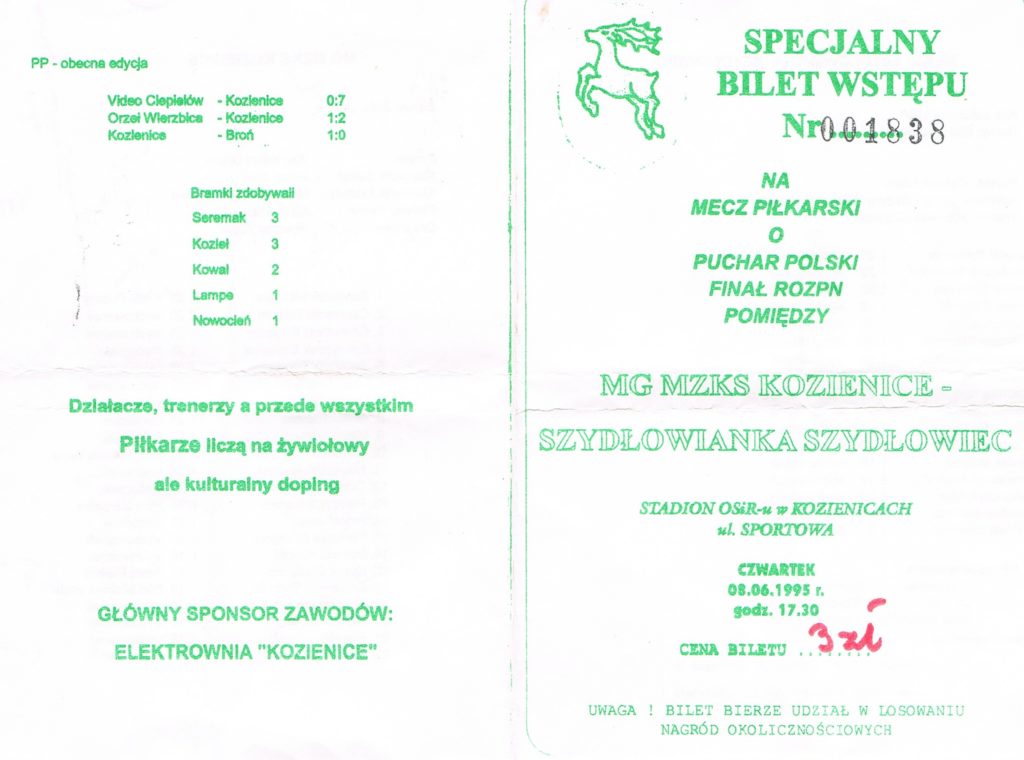 PP - obecna edycja
Video Ciepielów - Kozienice 0:7
Orzeł Wierzbica - Kozienice 1:2
Kozienice - Broń 1:0
Bramki zdobywali
Seremak 3
Kozieł 3
Kowal 2
Lampe 1
Nowocień 1
Działacze, trenerzy a przede wszystkim
Piłkarze liczą na żywiołowy
ale kulturalny doping
GŁÓWNY SPONSOR ZAWODÓW:
ELEKTROWNIA "KOZIENICE"
SPECJALNY
BILET WSTĘPU
Nr 001838
NA
MECZ PIŁKARSKI
O
PUCHAR POLSKI
FINAŁ ROZPN
POMIĘDZY
MG MZKS KOZIENICE -
SZYDŁOWIANKA SZYDŁOWIEC
STADION OSiR-u w KOZIENICACH
ul. SPORTOWA
CZWARTEK
08.06.1995 r.
godz. 17.30
CENA BILETU ........ 3 zł
UWAGA ! BILET BIERZE UDZIAŁ W LOSOWANIU
NAGRÓD OKOLICZNOŚCIOWYCH